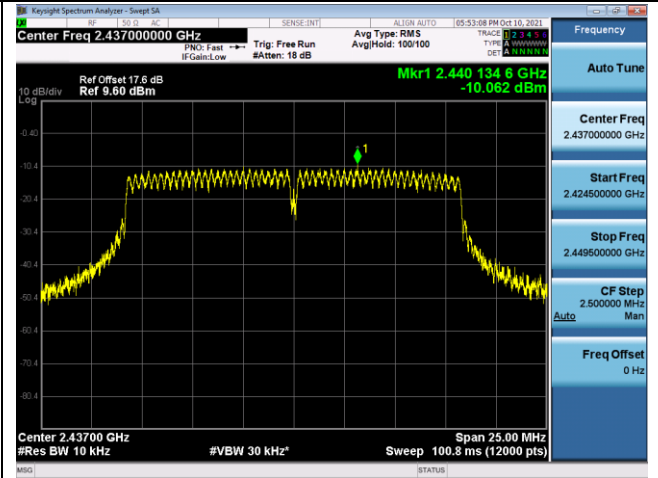 Keysight Spectrum Analyzer - Swept SA
RF 50 Ω AC SENSE:INT ALIGN AUTO 05:53:08 PM Oct 10, 2021
Center Freq 2.437000000 GHz
PNO: Fast
IFGain:Low
Trig: Free Run
#Atten: 18 dB
Avg Type: RMS
Avg|Hold: 100/100
TRACE 1 2 3 4 5 6
TYPE A WWWWW
DET A NNNNN
Frequency
Auto Tune
Center Freq
2.437000000 GHz
Start Freq
2.424500000 GHz
Stop Freq
2.449500000 GHz
CF Step
2.500000 MHz
Auto Man
Freq Offset
0 Hz
Ref Offset 17.6 dB
10 dB/div Ref 9.60 dBm
Log
Mkr1 2.440 134 6 GHz
-10.062 dBm
1
-0.40
-10.4
-20.4
-30.4
-40.4
-50.4
-60.4
-70.4
-80.4
Center 2.43700 GHz Span 25.00 MHz
#Res BW 10 kHz #VBW 30 kHz* Sweep 100.8 ms (12000 pts)
MSG STATUS